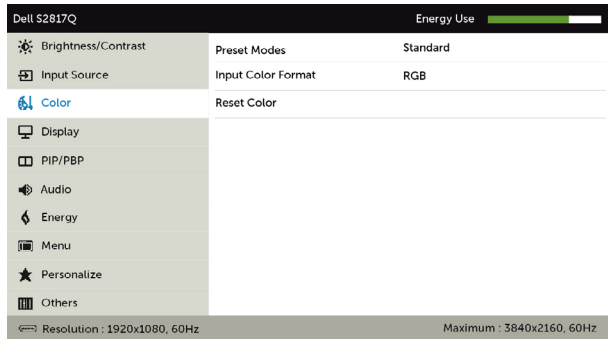 Dell S2817Q Energy Use
Brightness/Contrast
Preset Modes Standard
Input Source
Input Color Format RGB
Color
Reset Color
Display
PIP/PBP
Audio
Energy
Menu
Personalize
Others
Resolution : 1920x1080, 60Hz Maximum : 3840x2160, 60Hz